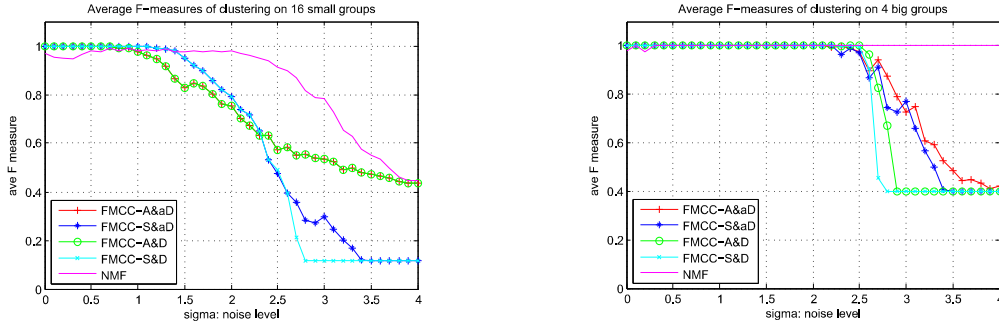 Average F-measures of clustering on 16 small groups
ave F measure
1
0.8
0.6
0.4
0.2
0
FMCC-A&aD
FMCC-S&aD
FMCC-A&D
FMCC-S&D
NMF
0 0.5 1 1.5 2 2.5 3 3.5 4
sigma: noise level
Average F-measures of clustering on 4 big groups
ave F measure
1
0.8
0.6
0.4
0.2
0
FMCC-A&aD
FMCC-S&aD
FMCC-A&D
FMCC-S&D
NMF
0 0.5 1 1.5 2 2.5 3 3.5 4
sigma: noise level